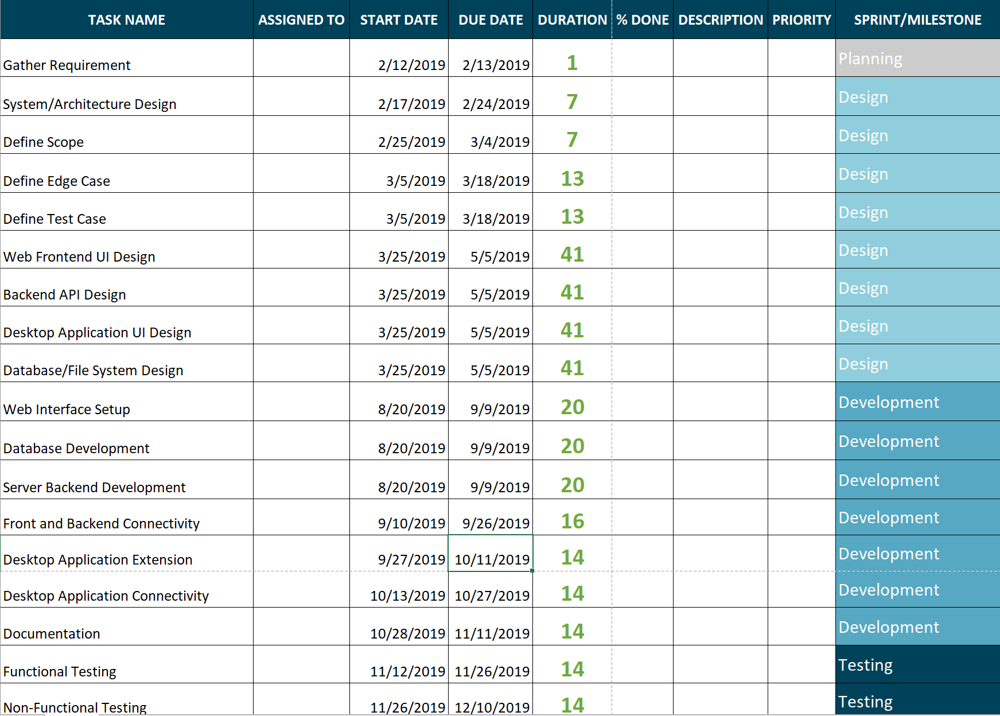 TASK NAME ASSIGNED TO START DATE DUE DATE DURATION % DONE DESCRIPTION PRIORITY SPRINT/MILESTONE
Gather Requirement 2/12/2019 2/13/2019 1 Planning
System/Architecture Design 2/17/2019 2/24/2019 7 Design
Define Scope 2/25/2019 3/4/2019 7 Design
Define Edge Case 3/5/2019 3/18/2019 13 Design
Define Test Case 3/5/2019 3/18/2019 13 Design
Web Frontend UI Design 3/25/2019 5/5/2019 41 Design
Backend API Design 3/25/2019 5/5/2019 41 Design
Desktop Application UI Design 3/25/2019 5/5/2019 41 Design
Database/File System Design 3/25/2019 5/5/2019 41 Design
Web Interface Setup 8/20/2019 9/9/2019 20 Development
Database Development 8/20/2019 9/9/2019 20 Development
Server Backend Development 8/20/2019 9/9/2019 20 Development
Front and Backend Connectivity 9/10/2019 9/26/2019 16 Development
Desktop Application Extension 9/27/2019 10/11/2019 14 Development
Desktop Application Connectivity 10/13/2019 10/27/2019 14 Development
Documentation 10/28/2019 11/11/2019 14 Development
Functional Testing 11/12/2019 11/26/2019 14 Testing
Non-Functional Testing 11/26/2019 12/10/2019 14 Testing